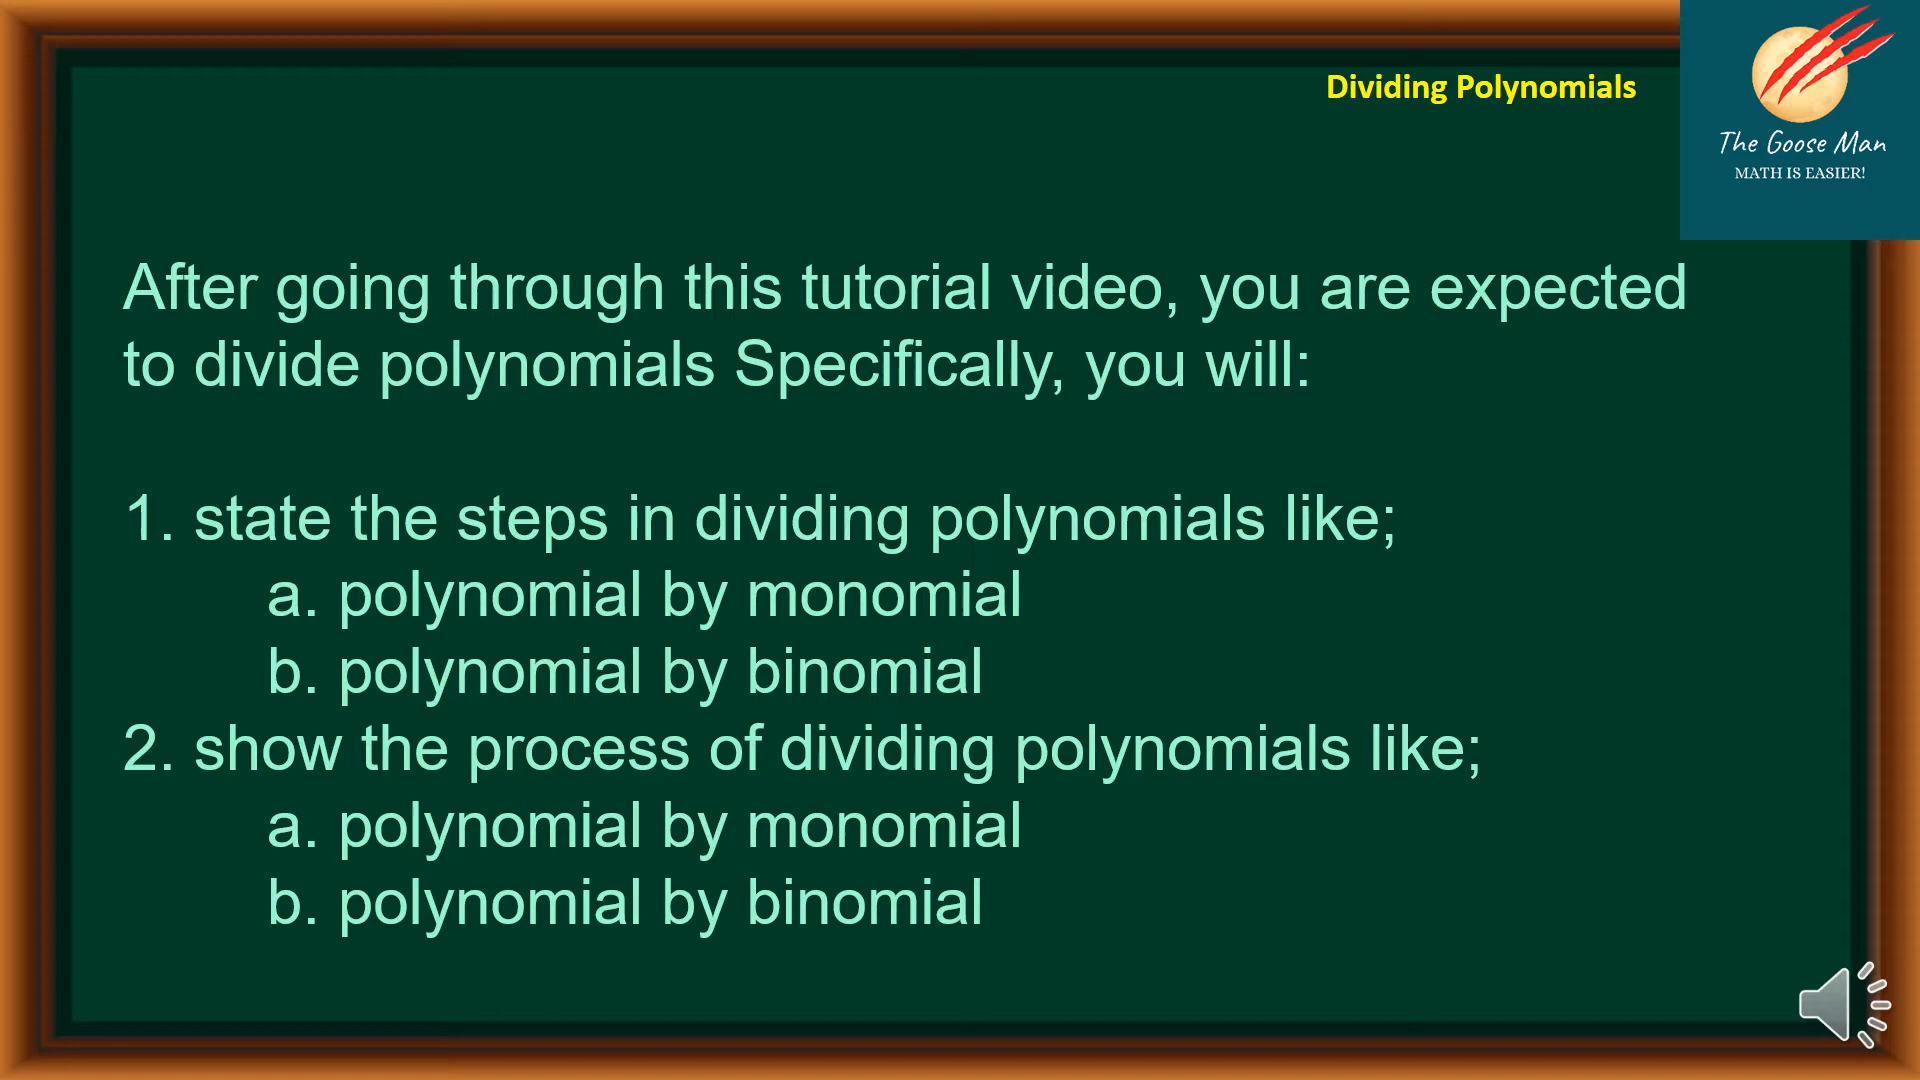 Dividing Polynomials
The Goose Man
MATH IS EASIER!
After going through this tutorial video, you are expected
to divide polynomials Specifically, you will:
1. state the steps in dividing polynomials like;
a. polynomial by monomial
b. polynomial by binomial
2. show the process of dividing polynomials like;
a. polynomial by monomial
b. polynomial by binomial